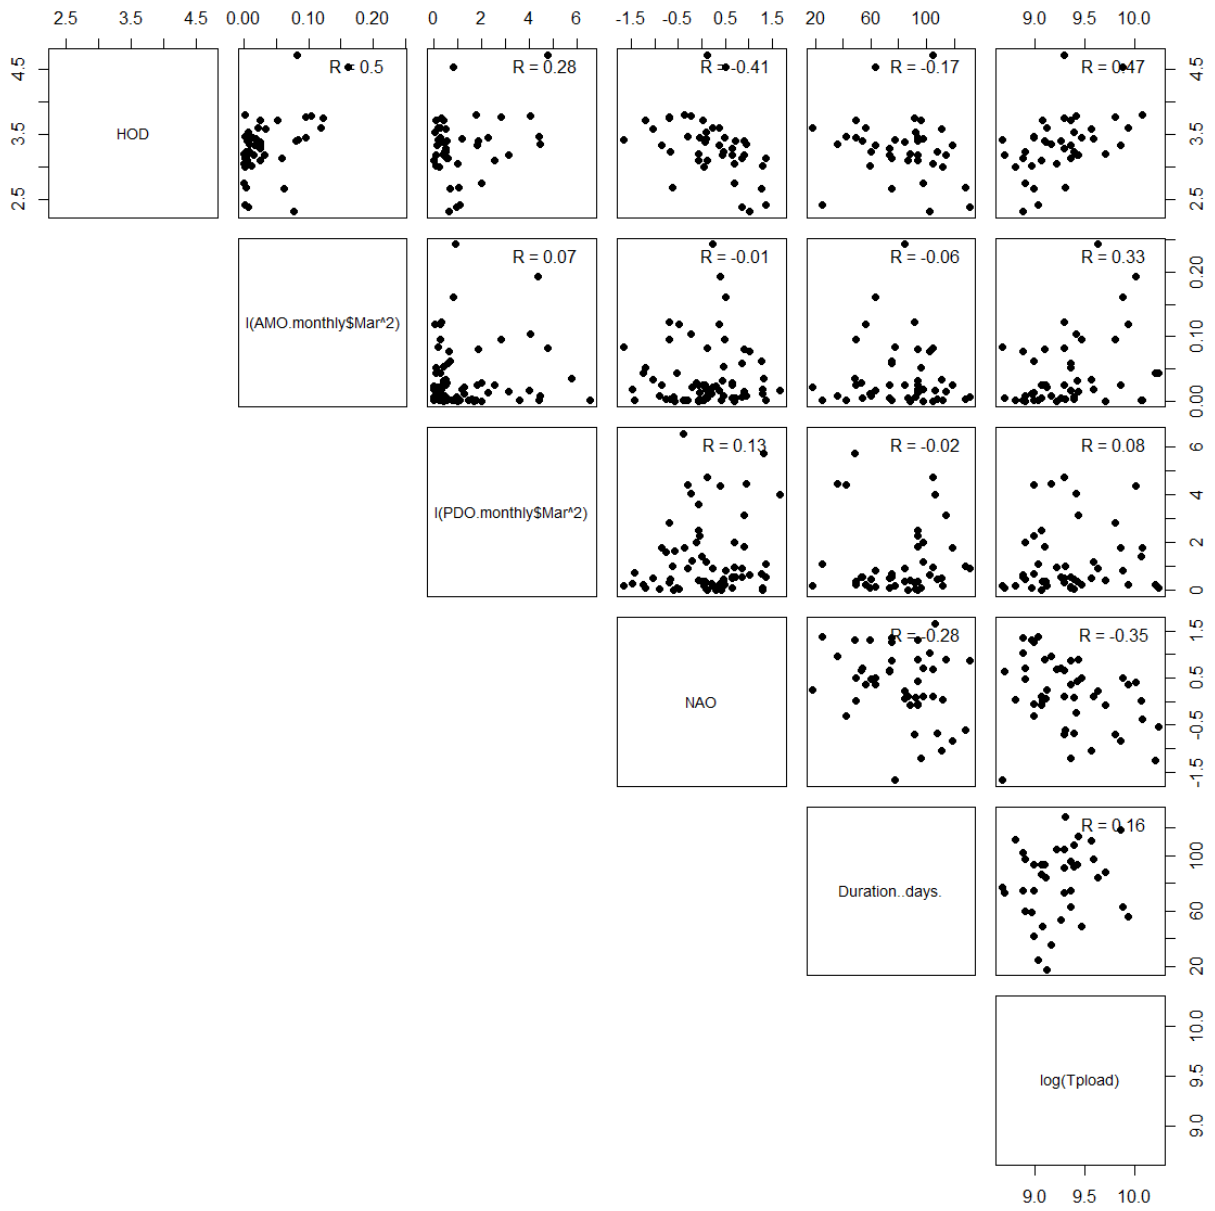 2.5 3.5 4.5 0.00 0.10 0.20 0 2 4 6 -1.5 -0.5 0.5 1.5 20 60 100 9.0 9.5 10.0
HOD
R = 0.5
R = 0.28
R = -0.41
R = -0.17
R = 0.47
2.5 3.5 4.5
2.5 3.5 4.5
I(AMO.monthly$Mar^2)
R = 0.07
R = -0.01
R = -0.06
R = 0.33
0.00 0.10 0.20
I(PDO.monthly$Mar^2)
R = 0.13
R = -0.02
R = 0.08
0 2 4 6
NAO
R = -0.28
R = -0.35
-1.5 -0.5 0.5 1.5
Duration..days.
R = 0.16
20 60 100
log(Tpload)
9.0 9.5 10.0
9.0 9.5 10.0